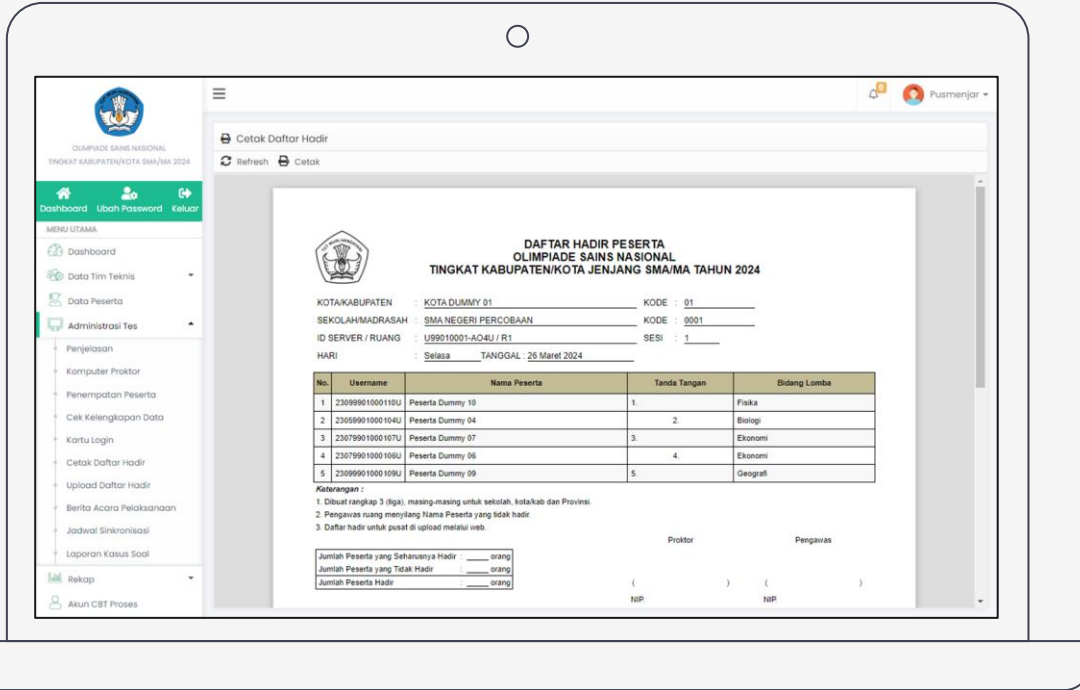 Pusmenjar
OLIMPIADE SAINS NASIONAL
TINGKAT KABUPATEN/KOTA SMA/MA 2024
Dashboard Ubah Password Keluar
MENU UTAMA
Dashboard
Data Tim Teknis
Data Peserta
Administrasi Tes
Penjelasan
Komputer Proktor
Penempatan Peserta
Cek Kelengkapan Data
Kartu Login
Cetak Daftar Hadir
Upload Daftar Hadir
Berita Acara Pelaksanaan
Jadwal Sinkronisasi
Laporan Kasus Soal
Rekap
Akun CBT Proses
Cetak Daftar Hadir
Refresh Cetak
DAFTAR HADIR PESERTA
OLIMPIADE SAINS NASIONAL
TINGKAT KABUPATEN/KOTA JENJANG SMA/MA TAHUN 2024
KOTA/KABUPATEN : KOTA DUMMY 01 KODE : 01
SEKOLAH/MADRASAH : SMA NEGERI PERCOBAAN KODE : 0001
ID SERVER / RUANG : U99010001-AO4U / R1 SESI : 1
HARI : Selasa TANGGAL : 26 Maret 2024
No. Username Nama Peserta Tanda Tangan Bidang Lomba
1 23099901000110U Peserta Dummy 10 1. Fisika
2 23059901000104U Peserta Dummy 04 2. Biologi
3 23079901000107U Peserta Dummy 07 3. Ekonomi
4 23079901000106U Peserta Dummy 06 4. Ekonomi
5 23099901000109U Peserta Dummy 09 5. Geografi
Keterangan :
1. Dibuat rangkap 3 (tiga), masing-masing untuk sekolah, kota/kab dan Provinsi.
2. Pengawas ruang menyilang Nama Peserta yang tidak hadir.
3. Daftar hadir untuk pusat di upload melalui web.
Proktor Pengawas
Jumlah Peserta yang Seharusnya Hadir : _____ orang
Jumlah Peserta yang Tidak Hadir : _____ orang
Jumlah Peserta Hadir : _____ orang
( ) ( )
NIP. NIP.